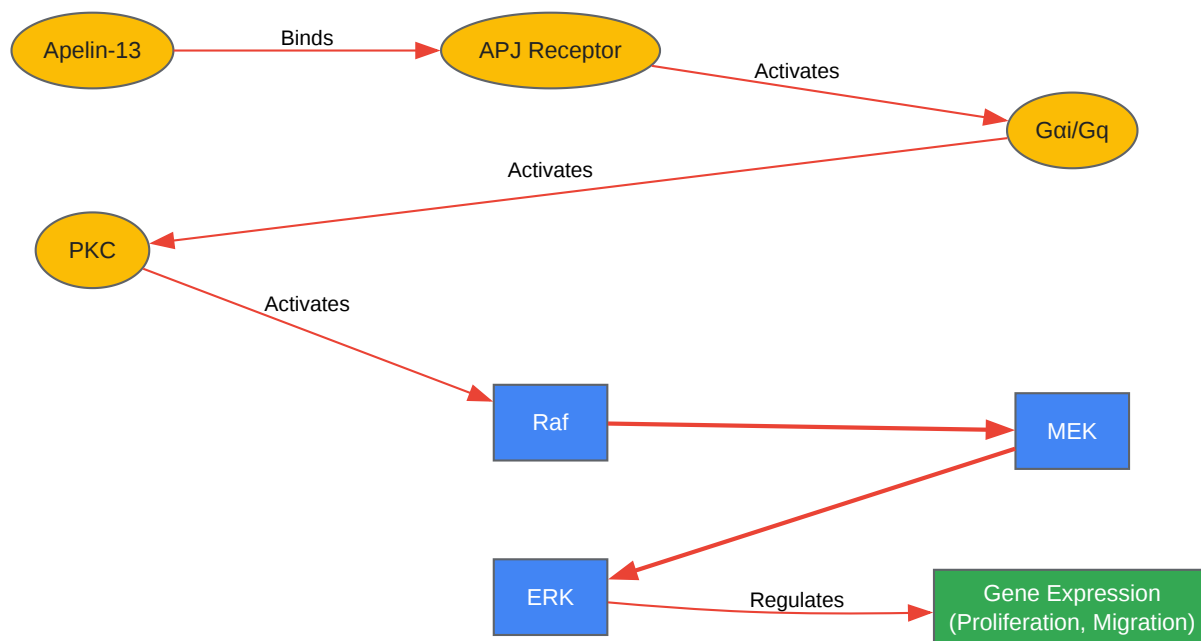 Apelin-13
Binds
APJ Receptor
Activates
Gαi/Gq
Activates
PKC
Activates
Raf
MEK
ERK
Regulates
Gene Expression
(Proliferation, Migration)